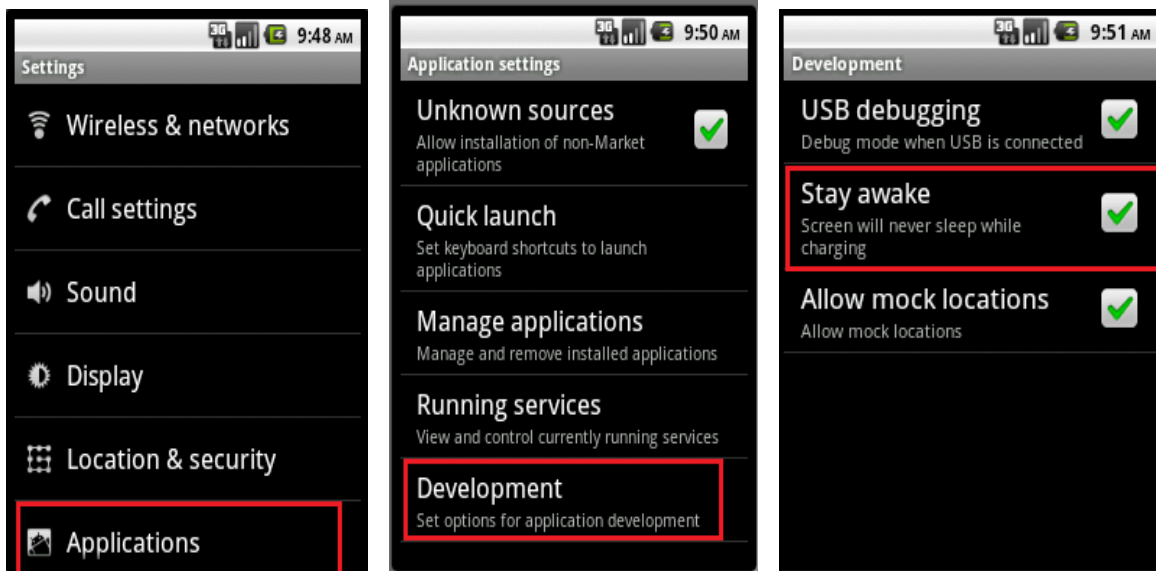 3G 9:48 AM
Settings
Wireless & networks
Call settings
Sound
Display
Location & security
Applications
3G 9:50 AM
Application settings
Unknown sources
Allow installation of non-Market
applications
Quick launch
Set keyboard shortcuts to launch
applications
Manage applications
Manage and remove installed applications
Running services
View and control currently running services
Development
Set options for application development
3G 9:51 AM
Development
USB debugging
Debug mode when USB is connected
Stay awake
Screen will never sleep while
charging
Allow mock locations
Allow mock locations